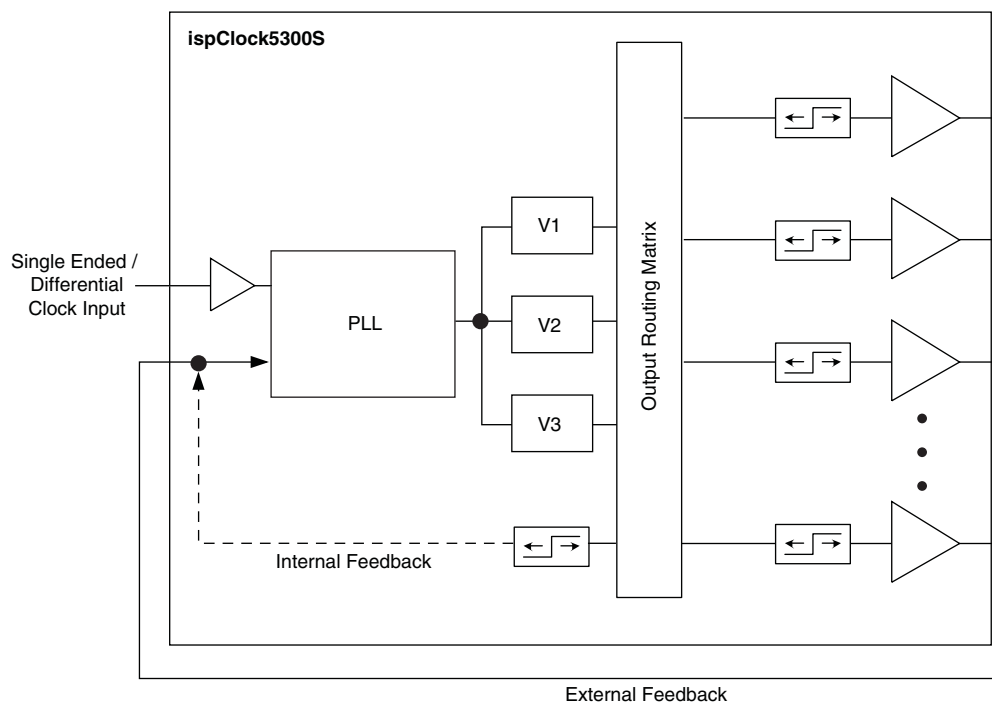 ispClock5300S
Single Ended /
Differential
Clock Input
PLL
V1
V2
V3
Output Routing Matrix
Internal Feedback
External Feedback